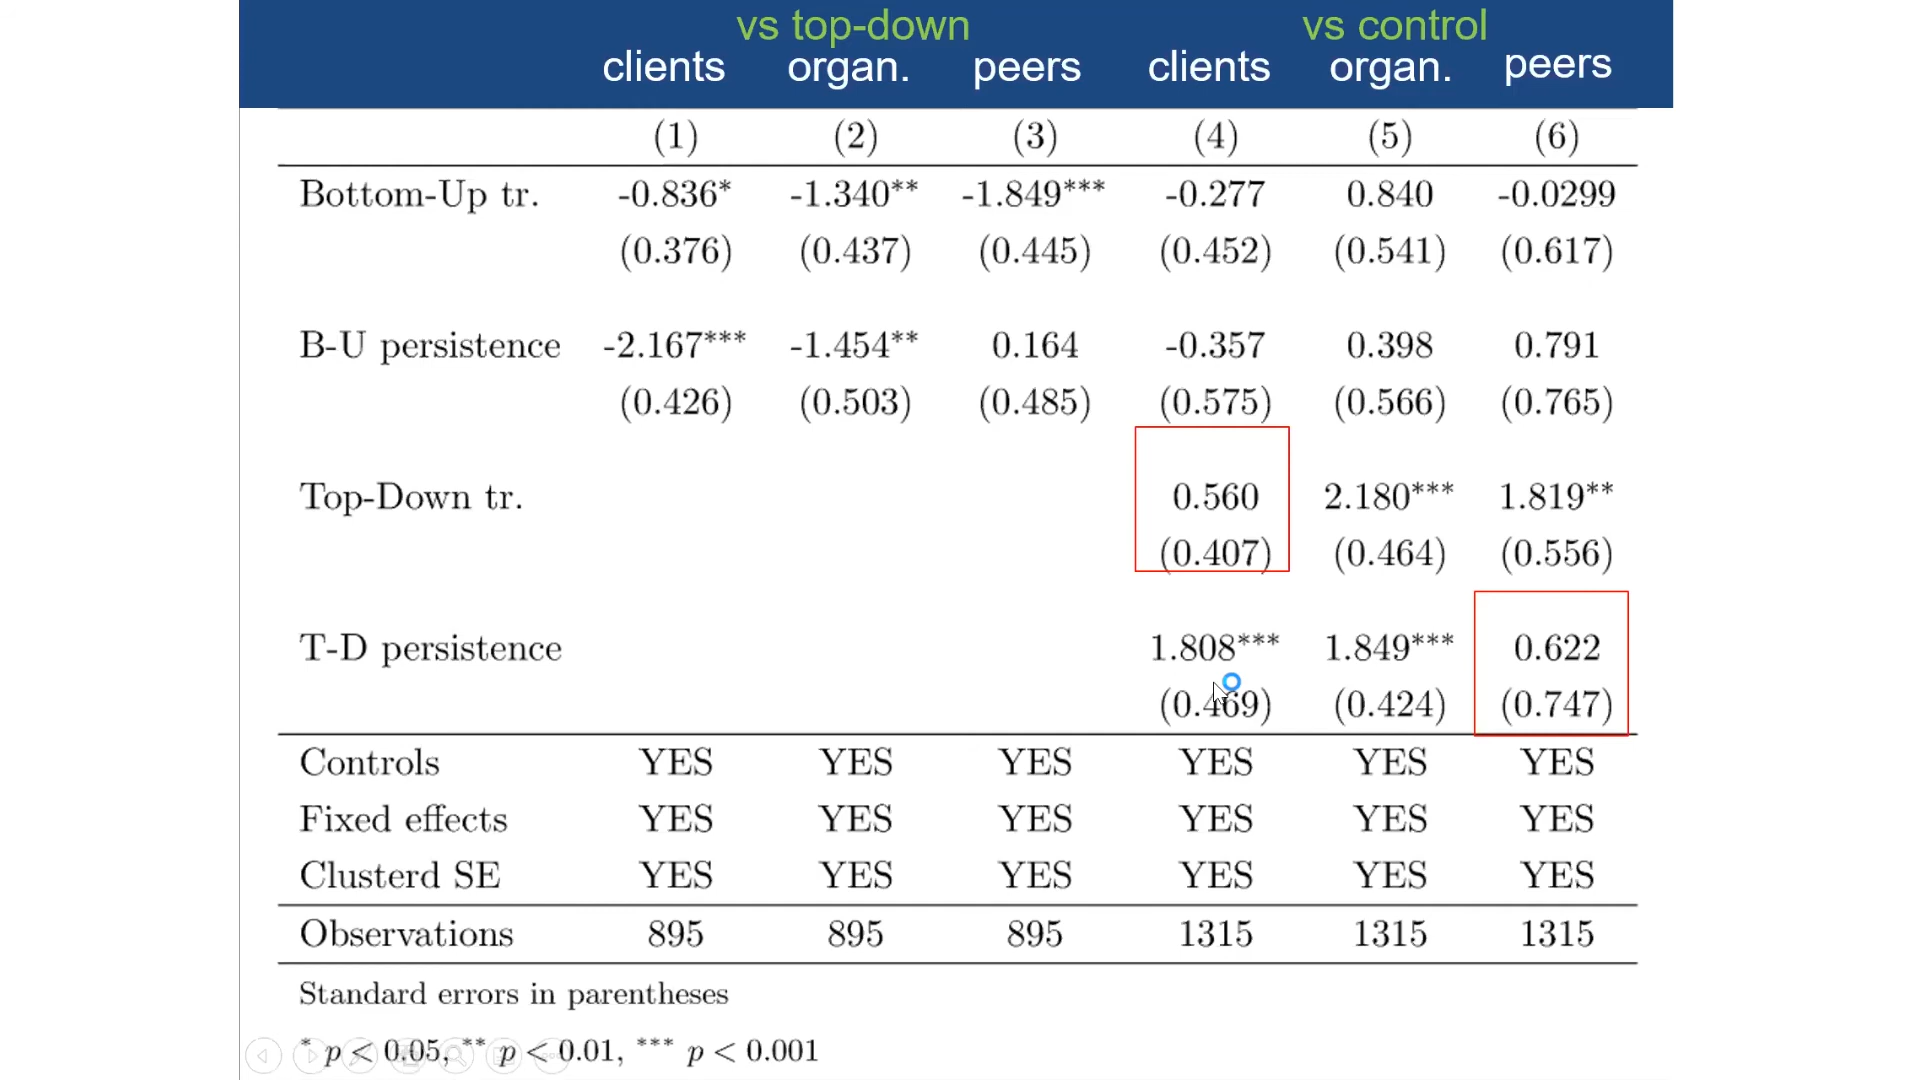 vs top-down vs control
clients organ. peers clients organ. peers
(1) (2) (3) (4) (5) (6)
Bottom-Up tr. -0.836* -1.340** -1.849*** -0.277 0.840 -0.0299
(0.376) (0.437) (0.445) (0.452) (0.541) (0.617)
B-U persistence -2.167*** -1.454** 0.164 -0.357 0.398 0.791
(0.426) (0.503) (0.485) (0.575) (0.566) (0.765)
Top-Down tr. 0.560 2.180*** 1.819**
(0.407) (0.464) (0.556)
T-D persistence 1.808*** 1.849*** 0.622
(0.469) (0.424) (0.747)
Controls YES YES YES YES YES YES
Fixed effects YES YES YES YES YES YES
Clusterd SE YES YES YES YES YES YES
Observations 895 895 895 1315 1315 1315
Standard errors in parentheses
* p < 0.05, ** p < 0.01, *** p < 0.001